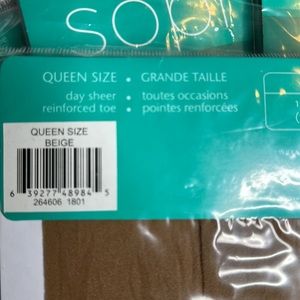 QUEEN SIZE • GRANDE TAILLE
day sheer • toutes occasions
reinforced toe • pointes renforcées
QUEEN SIZE
BEIGE
6 39277 48984 5
264606 1801